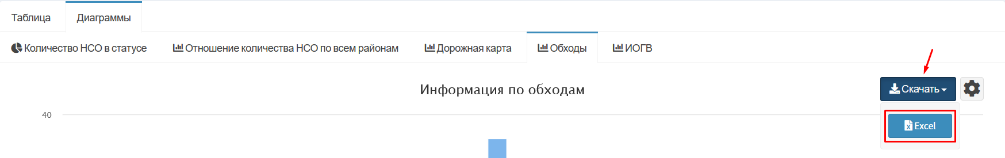 Таблица Диаграммы
Количество НСО в статусе Отношение количества НСО по всем районам Дорожная карта Обходы ИОГВ
Информация по обходам Скачать
40 Excel